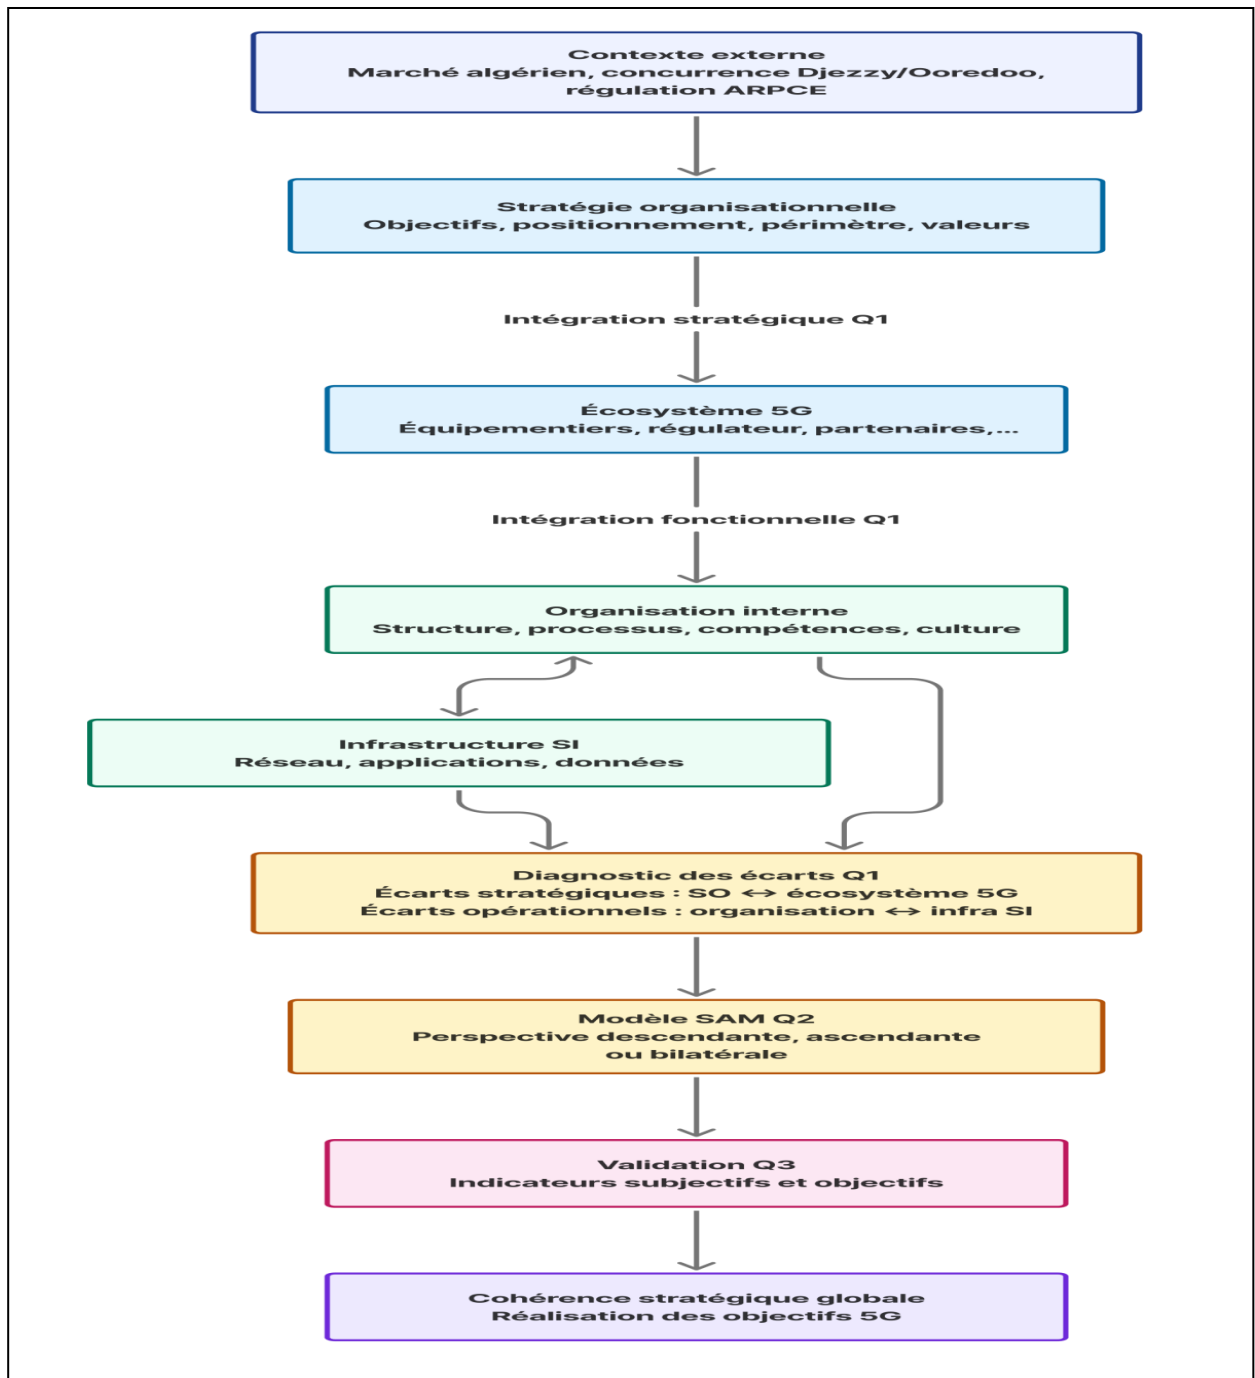 Contexte externe
Marché algérien, concurrence Djezzy/Ooredoo,
régulation ARPCE
Stratégie organisationnelle
Objectifs, positionnement, périmètre, valeurs
Intégration stratégique Q1
Écosystème 5G
Équipementiers, régulateur, partenaires,...
Intégration fonctionnelle Q1
Organisation interne
Structure, processus, compétences, culture
Infrastructure SI
Réseau, applications, données
Diagnostic des écarts Q1
Écarts stratégiques : SO ↔ écosystème 5G
Écarts opérationnels : organisation ↔ infra SI
Modèle SAM Q2
Perspective descendante, ascendante
ou bilatérale
Validation Q3
Indicateurs subjectifs et objectifs
Cohérence stratégique globale
Réalisation des objectifs 5G